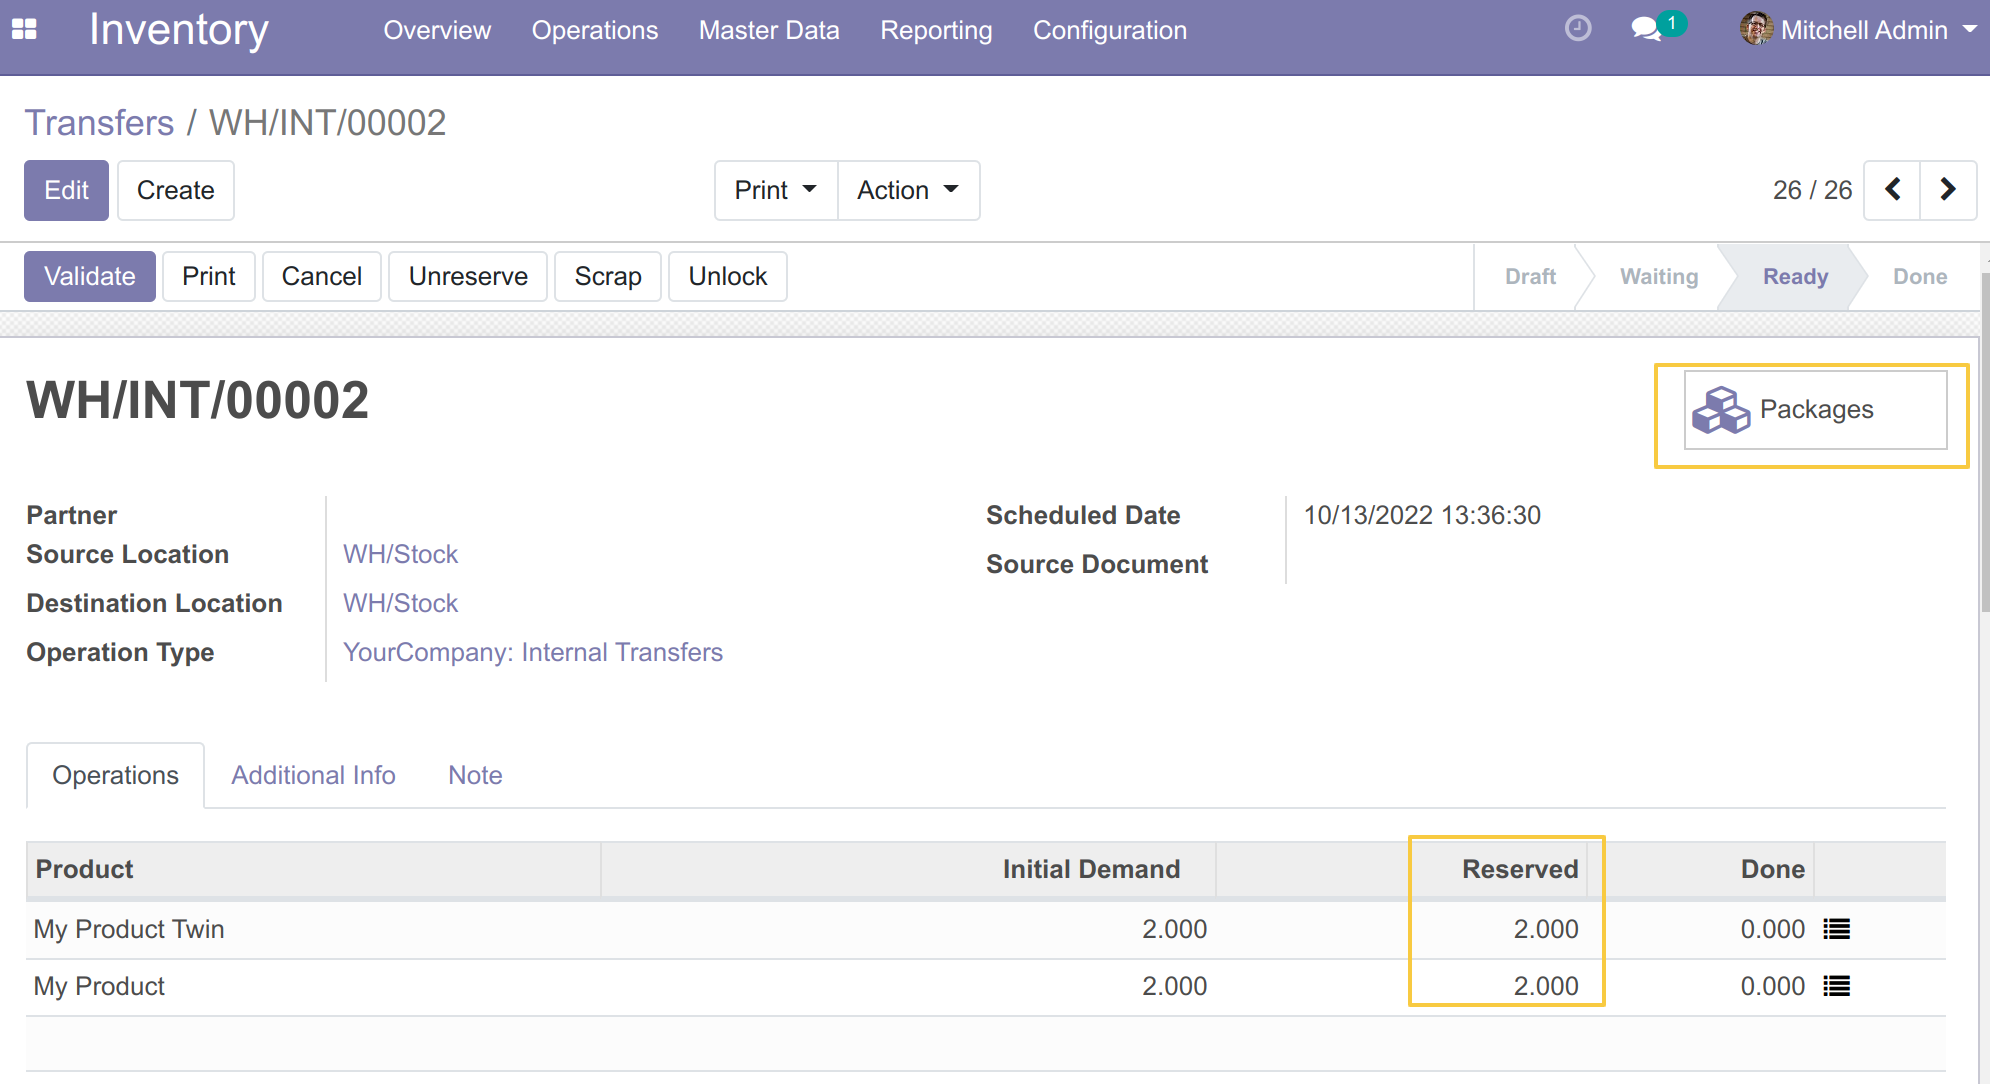 Inventory Overview Operations Master Data Reporting Configuration 1 Mitchell Admin
Transfers / WH/INT/00002
Edit Create Print Action 26 / 26
Validate Print Cancel Unreserve Scrap Unlock Draft Waiting Ready Done
WH/INT/00002
Packages
Partner
Scheduled Date 10/13/2022 13:36:30
Source Location WH/Stock
Source Document
Destination Location WH/Stock
Operation Type YourCompany: Internal Transfers
Operations Additional Info Note
Product Initial Demand Reserved Done
My Product Twin 2.000 2.000 0.000
My Product 2.000 2.000 0.000